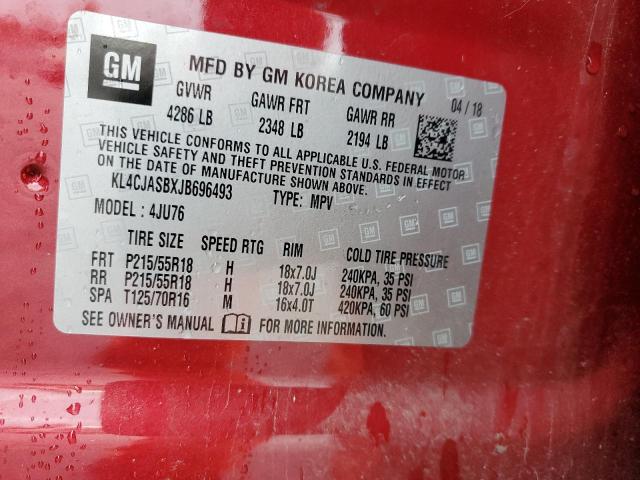 GM
MFD BY GM KOREA COMPANY
GVWR GAWR FRT GAWR RR 04 / 18
4286 LB 2348 LB 2194 LB
THIS VEHICLE CONFORMS TO ALL APPLICABLE U.S. FEDERAL MOTOR
VEHICLE SAFETY AND THEFT PREVENTION STANDARDS IN EFFECT
ON THE DATE OF MANUFACTURE SHOWN ABOVE.
KL4CJASBXJB696493 TYPE: MPV
MODEL : 4JU76
TIRE SIZE SPEED RTG RIM COLD TIRE PRESSURE
FRT P215/55R18 H 18x7.0J 240KPA, 35 PSI
RR P215/55R18 H 18x7.0J 240KPA, 35 PSI
SPA T125/70R16 M 16x4.0T 420KPA, 60 PSI
SEE OWNER'S MANUAL FOR MORE INFORMATION.